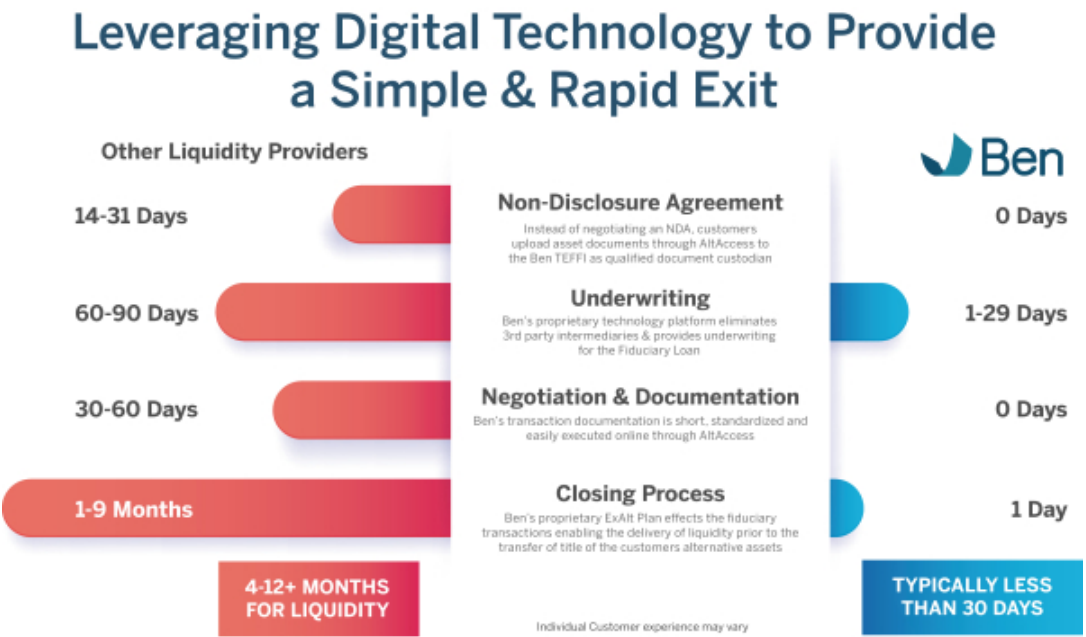 Leveraging Digital Technology to Provide
a Simple & Rapid Exit
Other Liquidity Providers
Ben
14-31 Days
Non-Disclosure Agreement
Instead of negotiating an NDA, customers
upload asset documents through AltAccess to
the Ben TEFFI as qualified document custodian
0 Days
60-90 Days
Underwriting
Ben's proprietary technology platform eliminates
3rd party intermediaries & provides underwriting
for the Fiduciary Loan
1-29 Days
30-60 Days
Negotiation & Documentation
Ben's transaction documentation is short, standardized and
easily executed online through AltAccess
0 Days
1-9 Months
Closing Process
Ben's proprietary ExAlt Plan effects the fiduciary
transactions enabling the delivery of liquidity prior to the
transfer of title of the customers alternative assets
1 Day
4-12+ MONTHS
FOR LIQUIDITY
TYPICALLY LESS
THAN 30 DAYS
Individual Customer experience may vary